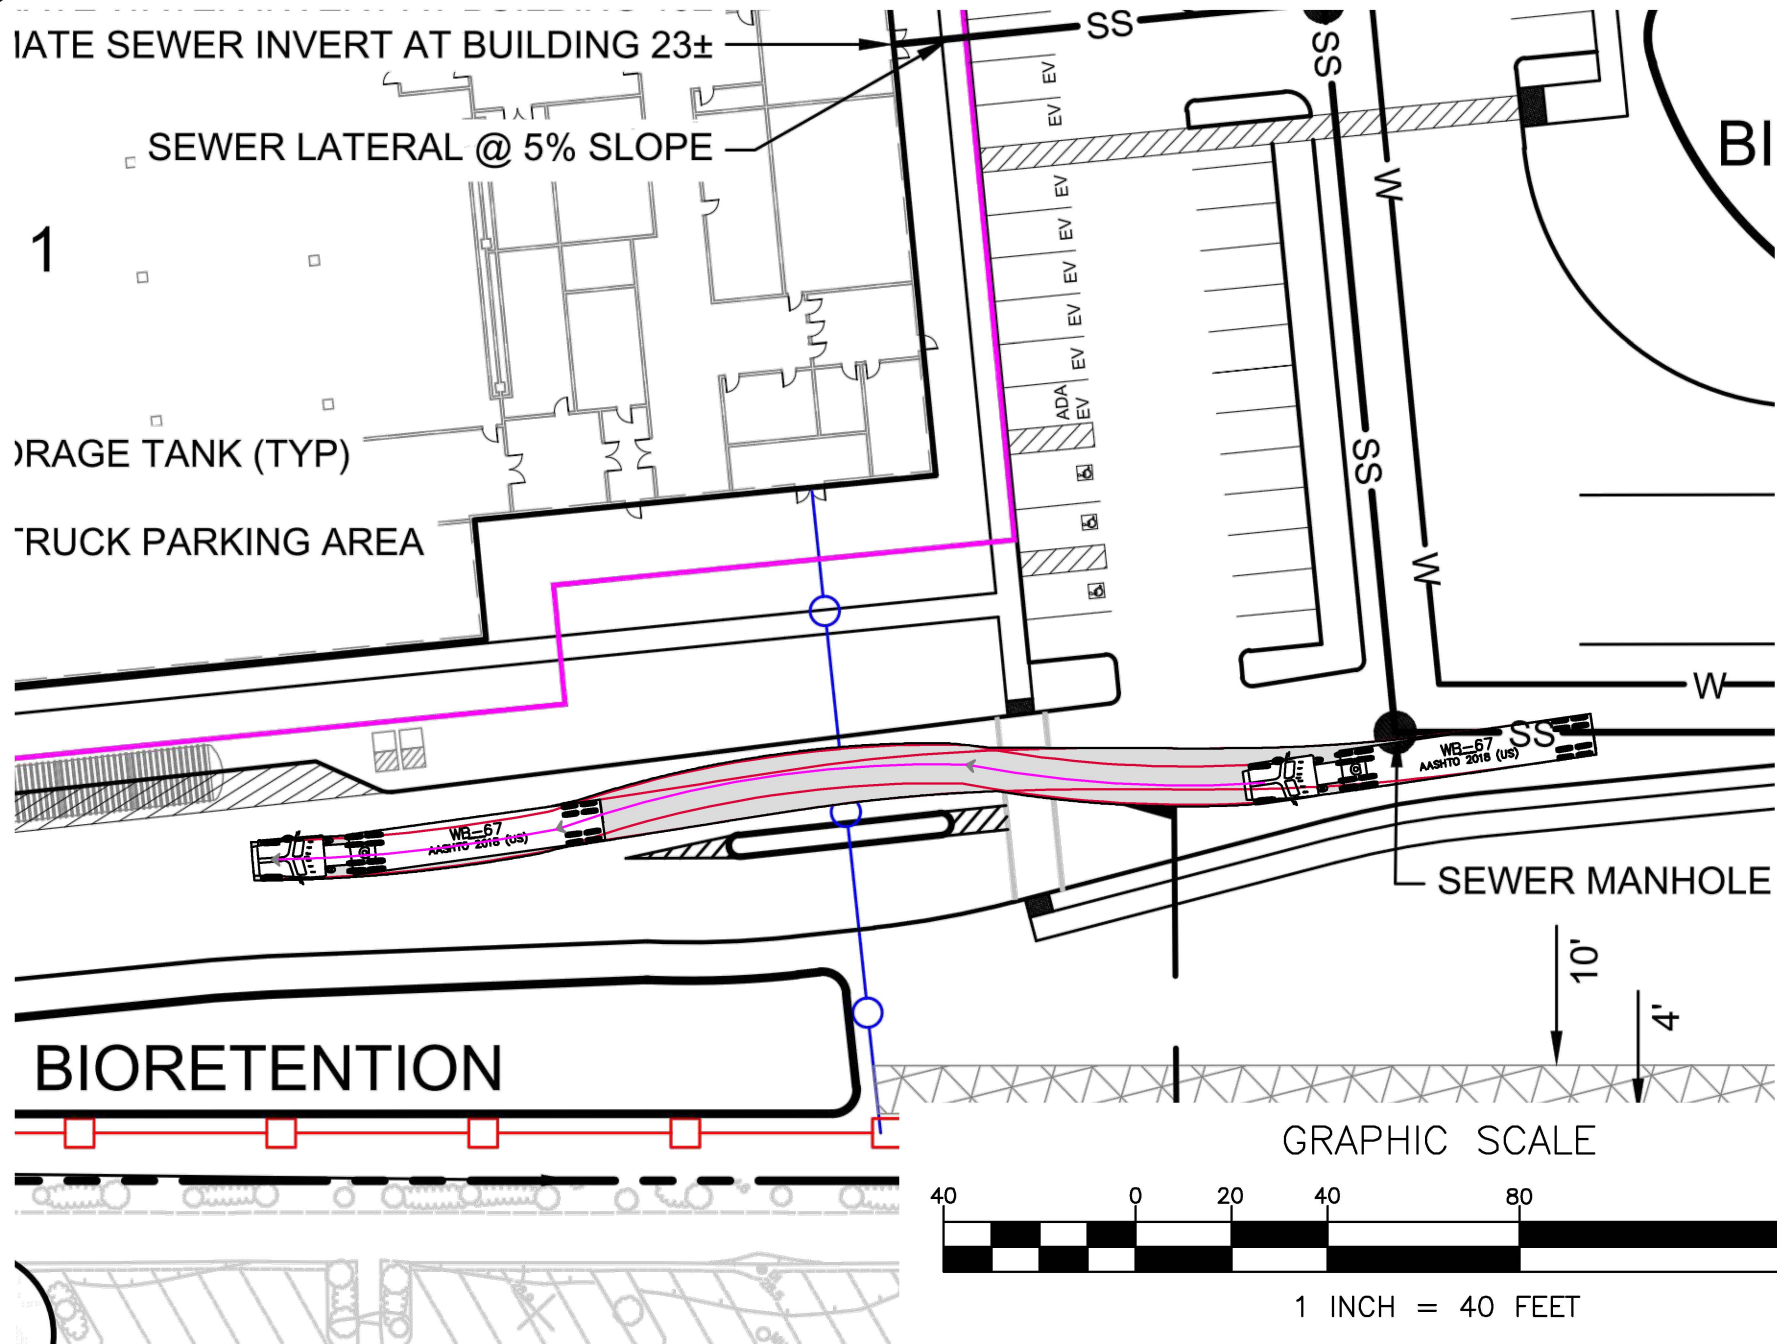 SS
IATE SEWER INVERT AT BUILDING 23±
SS
EV
EV
SEWER LATERAL @ 5% SLOPE
BI
W
EV
EV
1
EV
EV
EV
ADA
EV
ORAGE TANK (TYP)
SS
TRUCK PARKING AREA
W
W
SS
WB-67
AASHTO 2018 (US)
WB-67
AASHTO 2018 (US)
SEWER MANHOLE
10'
4'
BIORETENTION
GRAPHIC SCALE
40 0 20 40 80
1 INCH = 40 FEET